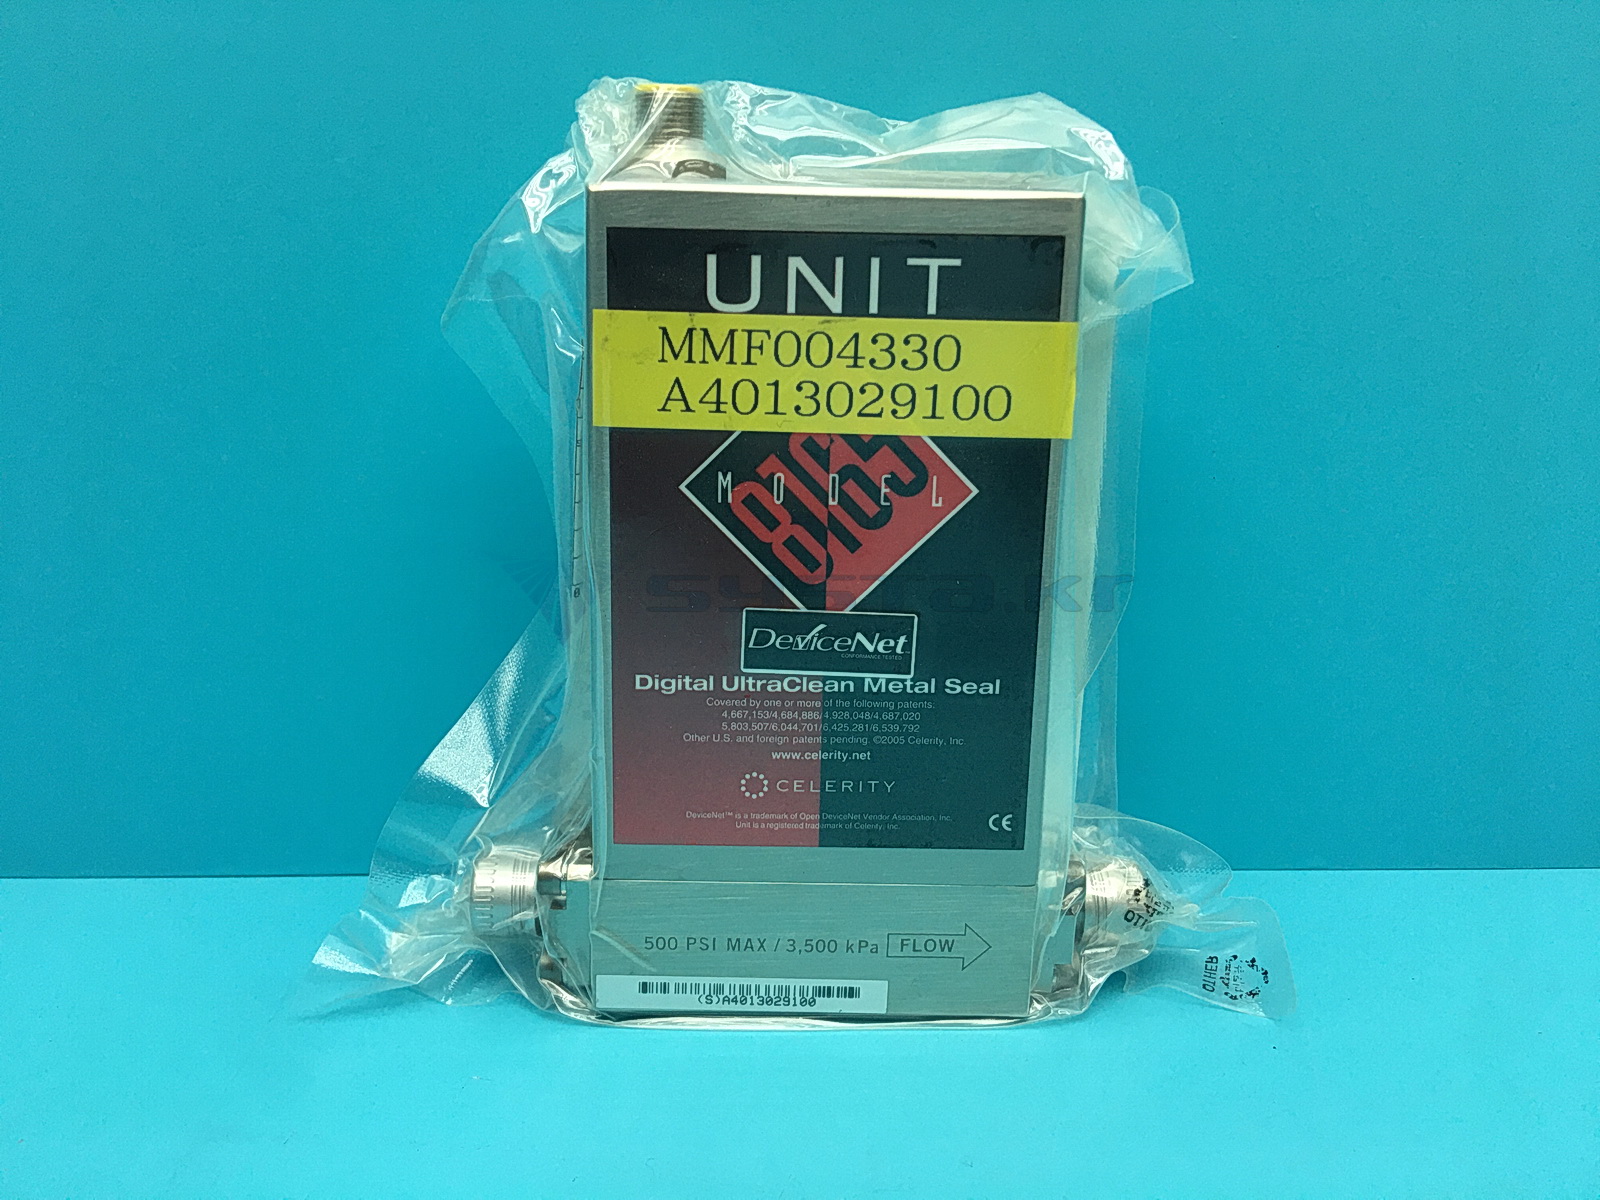 UNIT
MMF004330
A4013029100
MODEL
8165
systa.kr
DeviceNet
CONFORMANCE TESTED
Digital UltraClean Metal Seal
Covered by one or more of the following patents:
4,667,153/4,684,886/4,928,048/4,687,020
5,803,507/6,044,701/6,425,281/6,539,792
Other U.S. and foreign patents pending. ©2005 Celerity, Inc.
www.celerity.net
CELERITY
DeviceNet™ is a trademark of Open DeviceNet Vendor Association, Inc.
Unit is a registered trademark of Celerity, Inc.
CE
500 PSI MAX / 3,500 kPa FLOW
(S)A4013029100